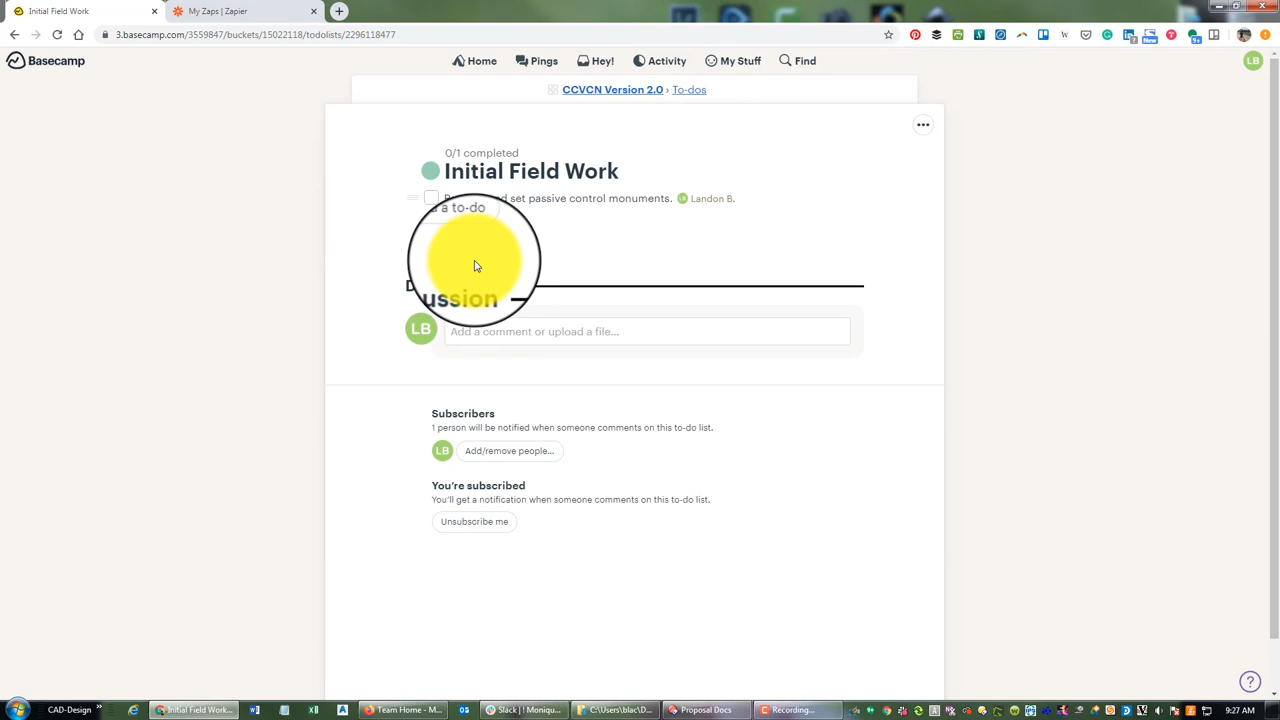 Initial Field Work
My Zaps | Zapier
3.basecamp.com/3559847/buckets/15022118/todolists/2296118477
Basecamp
Home
Pings
Hey!
Activity
My Stuff
Find
LB
CCVCN Version 2.0 › To-dos
0/1 completed
Initial Field Work
set passive control monuments. LB Landon B.
a to-do
ussion
LB
Add a comment or upload a file...
Subscribers
1 person will be notified when someone comments on this to-do list.
LB
Add/remove people...
You're subscribed
You'll get a notification when someone comments on this to-do list.
Unsubscribe me
CAD-Design
Initial Field Work...
Team Home - M...
Slack | ! Moniqu...
C:\Users\blac\D...
Proposal Docs
Recording...
9:27 AM